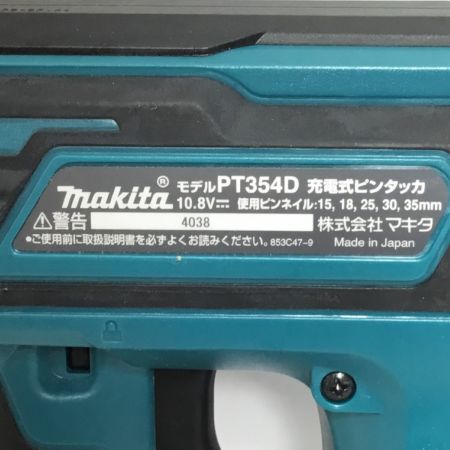 makita® モデルPT354D 充電式ピンタッカ
10.8V⎓ 使用ピンネイル:15, 18, 25, 30, 35mm
⚠警告 4038 株式会社 マキタ
●ご使用前に取扱説明書を必ずよくお読みください。 853C47-9 Made in Japan